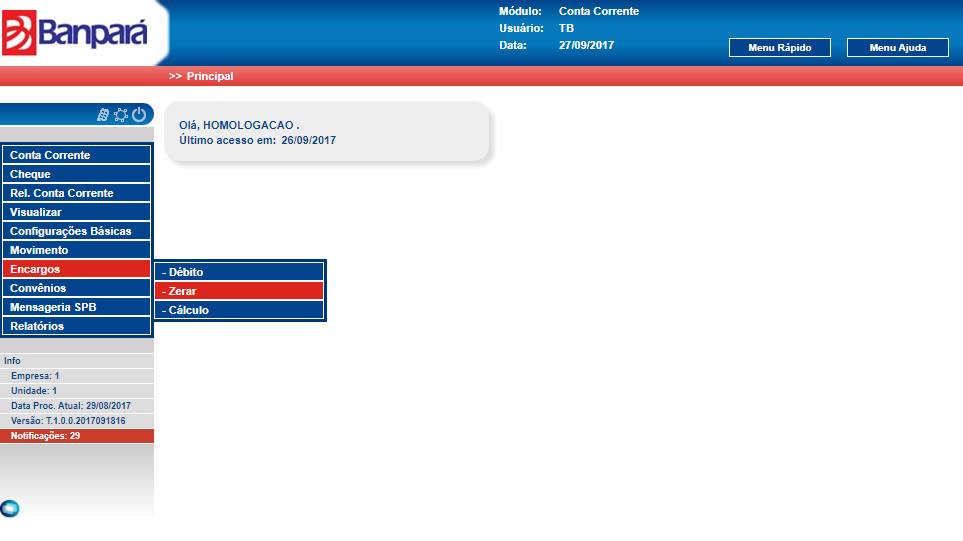 Banpará
Módulo: Conta Corrente
Usuário: TB
Data: 27/09/2017
Menu Rápido
Menu Ajuda
>> Principal
Olá, HOMOLOGACAO .
Último acesso em: 26/09/2017
Conta Corrente
Cheque
Rel. Conta Corrente
Visualizar
Configurações Básicas
Movimento
Encargos
- Débito
- Zerar
- Cálculo
Convênios
Mensageria SPB
Relatórios
Info
Empresa: 1
Unidade: 1
Data Proc. Atual: 29/08/2017
Versão: T.1.0.0.2017091816
Notificações: 29